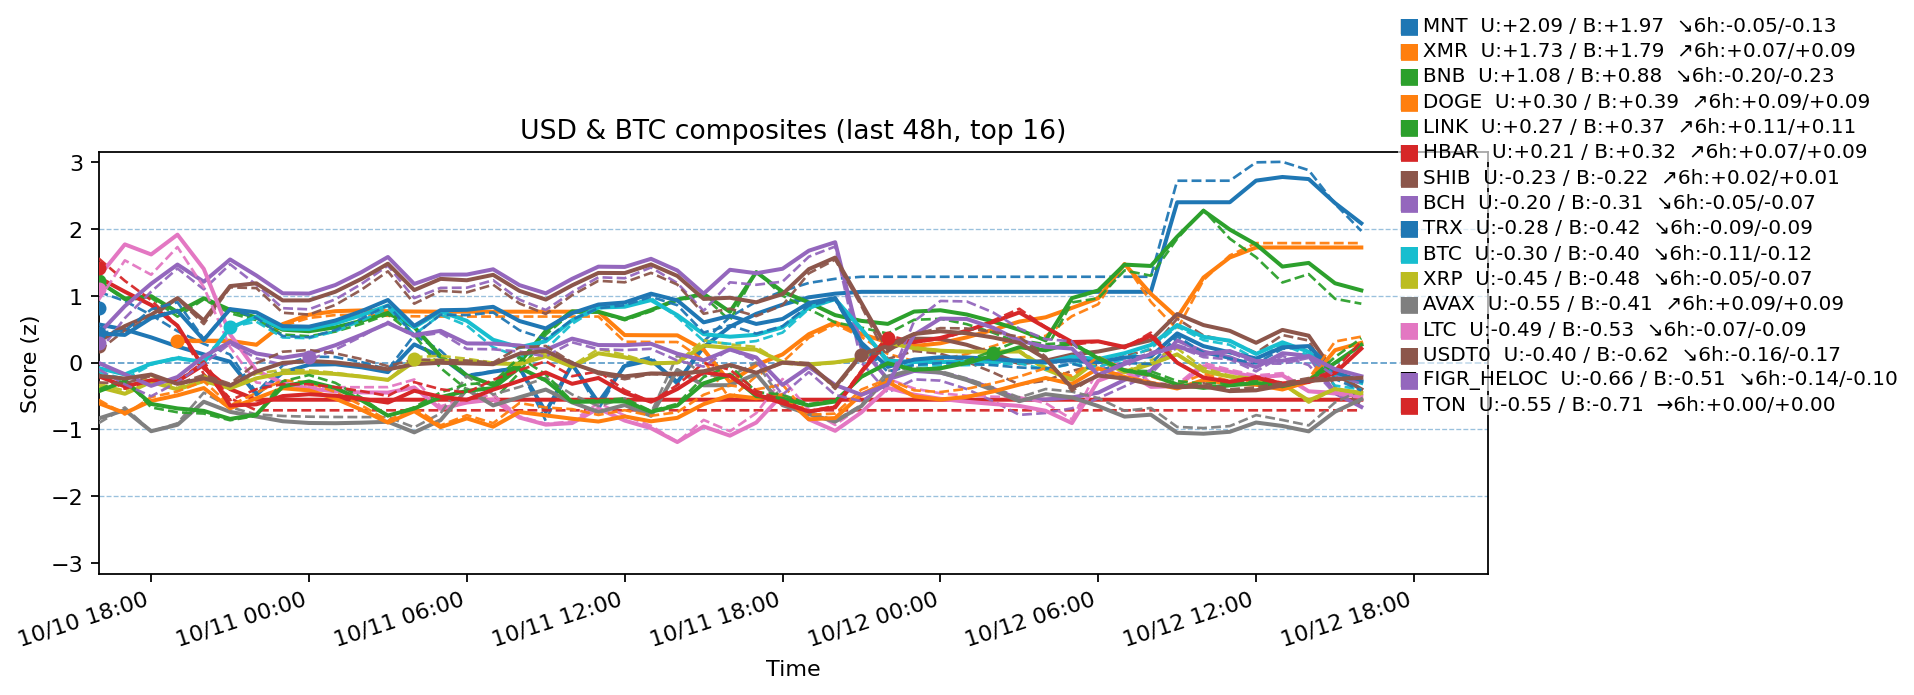 MNT  U:+2.09 / B:+1.97  ↘6h:-0.05/-0.13
XMR  U:+1.73 / B:+1.79  ↗6h:+0.07/+0.09
BNB  U:+1.08 / B:+0.88  ↘6h:-0.20/-0.23
DOGE  U:+0.30 / B:+0.39  ↗6h:+0.09/+0.09
LINK  U:+0.27 / B:+0.37  ↗6h:+0.11/+0.11
HBAR  U:+0.21 / B:+0.32  ↗6h:+0.07/+0.09
SHIB  U:-0.23 / B:-0.22  ↗6h:+0.02/+0.01
BCH  U:-0.20 / B:-0.31  ↘6h:-0.05/-0.07
TRX  U:-0.28 / B:-0.42  ↘6h:-0.09/-0.09
BTC  U:-0.30 / B:-0.40  ↘6h:-0.11/-0.12
XRP  U:-0.45 / B:-0.48  ↘6h:-0.05/-0.07
AVAX  U:-0.55 / B:-0.41  ↗6h:+0.09/+0.09
LTC  U:-0.49 / B:-0.53  ↘6h:-0.07/-0.09
USDT0  U:-0.40 / B:-0.62  ↘6h:-0.16/-0.17
FIGR_HELOC  U:-0.66 / B:-0.51  ↘6h:-0.14/-0.10
TON  U:-0.55 / B:-0.71  →6h:+0.00/+0.00
USD & BTC composites (last 48h, top 16)
3
2
1
0
−1
−2
−3
Score (z)
10/10 18:00
10/11 00:00
10/11 06:00
10/11 12:00
10/11 18:00
10/12 00:00
10/12 06:00
10/12 12:00
10/12 18:00
Time